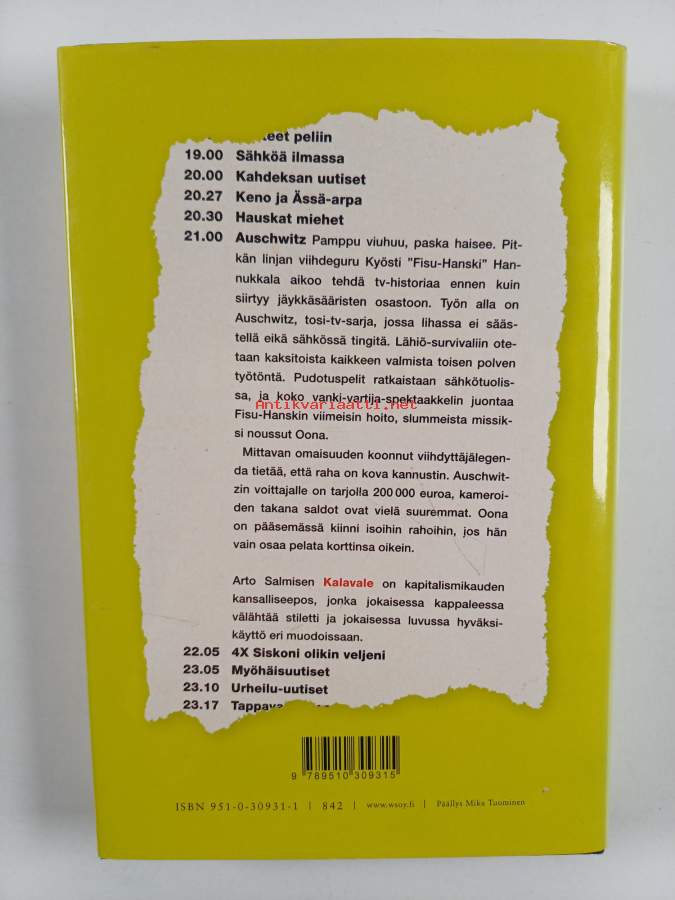 eet peliin
19.00 Sähköä ilmassa
20.00 Kahdeksan uutiset
20.27 Keno ja Ässä-arpa
20.30 Hauskat miehet
21.00 Auschwitz Pamppu viuhuu, paska haisee. Pit-
kän linjan viihdeguru Kyösti "Fisu-Hanski" Han-
nukkala aikoo tehdä tv-historiaa ennen kuin
siirtyy jäykkäsääristen osastoon. Työn alla on
Auschwitz, tosi-tv-sarja, jossa lihassa ei sääs-
tellä eikä sähkössä tingitä. Lähiö-survivaliin ote-
taan kaksitoista kaikkeen valmista toisen polven
työtöntä. Pudotuspelit ratkaistaan sähkötuolis-
sa, ja koko vanki-vartija-spektaakkelin juontaa
Antikvariaatti.net
Fisu-Hanskin viimeisin hoito, slummeista missik-
si noussut Oona.
Mittavan omaisuuden koonnut viihdyttäjälegen-
da tietää, että raha on kova kannustin. Auschwit-
zin voittajalle on tarjolla 200 000 euroa, kameroi-
den takana saldot ovat vielä suuremmat. Oona
on pääsemässä kiinni isoihin rahoihin, jos hän
vain osaa pelata korttinsa oikein.
Arto Salmisen Kalavale on kapitalismikauden
kansalliseepos, jonka jokaisessa kappaleessa
välähtää stiletti ja jokaisessa luvussa hyväksi-
käyttö eri muodoissaan.
22.05 4X Siskoni olikin veljeni
23.05 Myöhäisuutiset
23.10 Urheilu-uutiset
23.17 Tappava
9 789510 309315
ISBN 951-0-30931-1 | 842 | www.wsoy.fi | Päällys Mika Tuominen